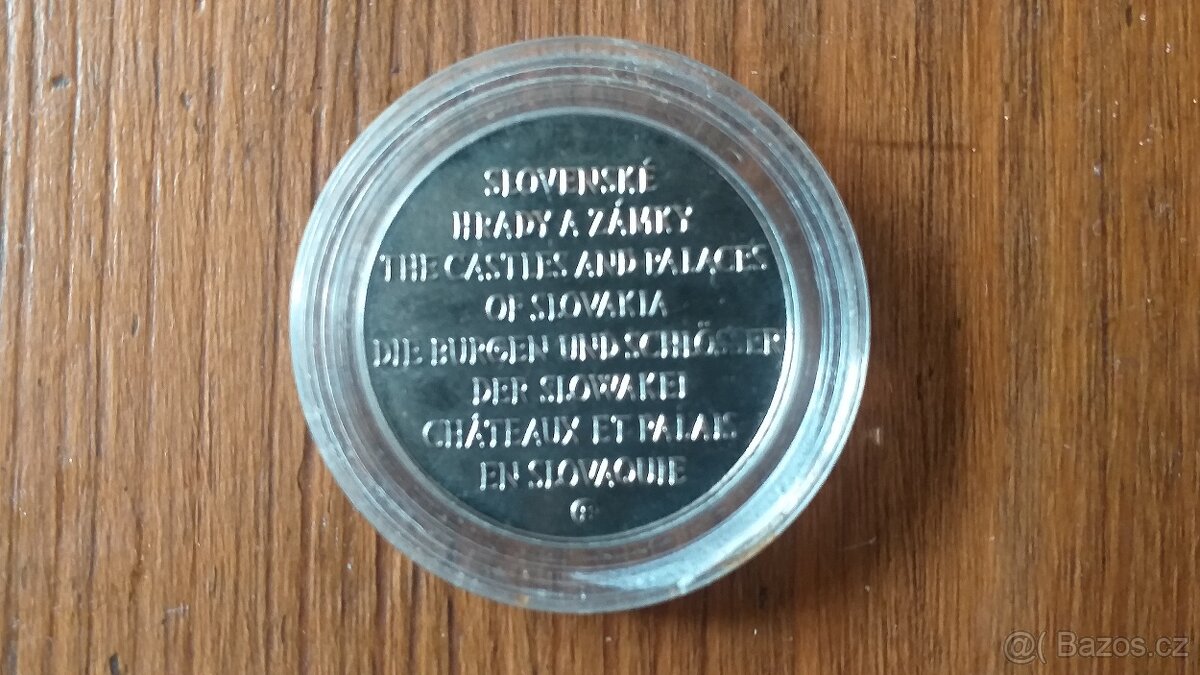 SLOVENSKÉ
HRADY A ZÁMKY
THE CASTLES AND PALACES
OF SLOVAKIA
DIE BURGEN UND SCHLÖSSER
DER SLOWAKEI
CHÂTEAUX ET PALAIS
EN SLOVAQUIE
@( Bazos.cz